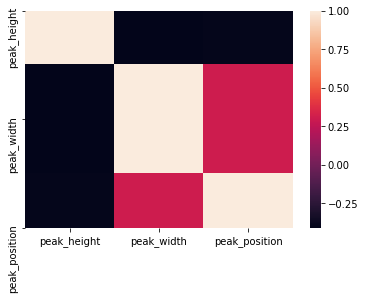 peak_height
peak_width
peak_position
peak_height
peak_width
peak_position
1.00
0.75
0.50
0.25
0.00
−0.25